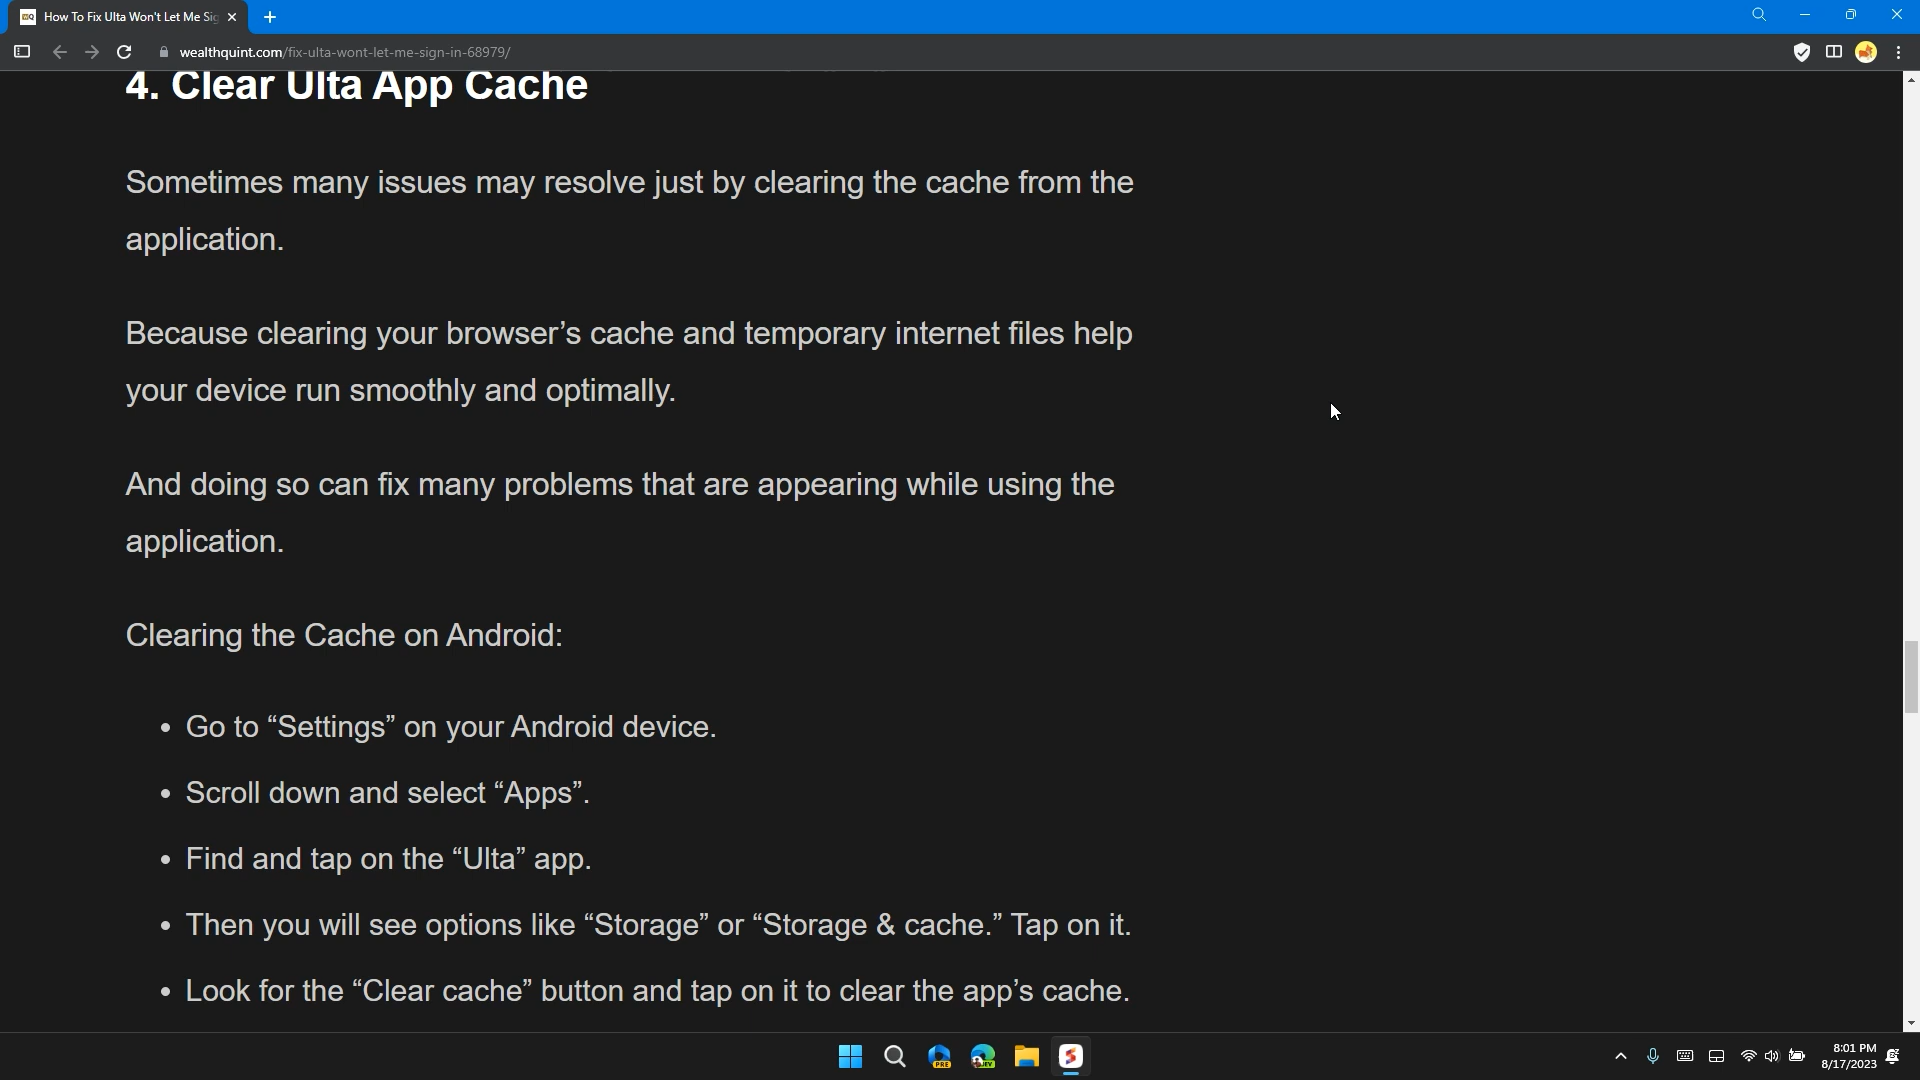 How To Fix Ulta Won't Let Me Sig
wealthquint.com/fix-ulta-wont-let-me-sign-in-68979/
4. Clear Ulta App Cache
Sometimes many issues may resolve just by clearing the cache from the
application.
Because clearing your browser’s cache and temporary internet files help
your device run smoothly and optimally.
And doing so can fix many problems that are appearing while using the
application.
Clearing the Cache on Android:
• Go to “Settings” on your Android device.
• Scroll down and select “Apps”.
• Find and tap on the “Ulta” app.
• Then you will see options like “Storage” or “Storage & cache.” Tap on it.
• Look for the “Clear cache” button and tap on it to clear the app’s cache.
PRE
8:01 PM
8/17/2023